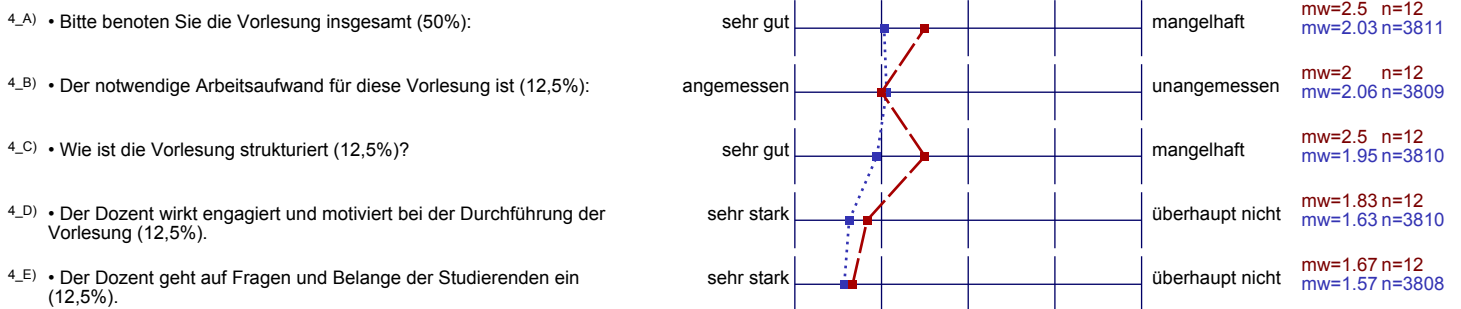 4_A) • Bitte benoten Sie die Vorlesung insgesamt (50%): sehr gut mangelhaft mw=2.5 n=12
mw=2.03 n=3811
4_B) • Der notwendige Arbeitsaufwand für diese Vorlesung ist (12,5%): angemessen unangemessen mw=2 n=12
mw=2.06 n=3809
4_C) • Wie ist die Vorlesung strukturiert (12,5%)? sehr gut mangelhaft mw=2.5 n=12
mw=1.95 n=3810
4_D) • Der Dozent wirkt engagiert und motiviert bei der Durchführung der sehr stark überhaupt nicht mw=1.83 n=12
Vorlesung (12,5%). mw=1.63 n=3810
4_E) • Der Dozent geht auf Fragen und Belange der Studierenden ein sehr stark überhaupt nicht mw=1.67 n=12
(12,5%). mw=1.57 n=3808